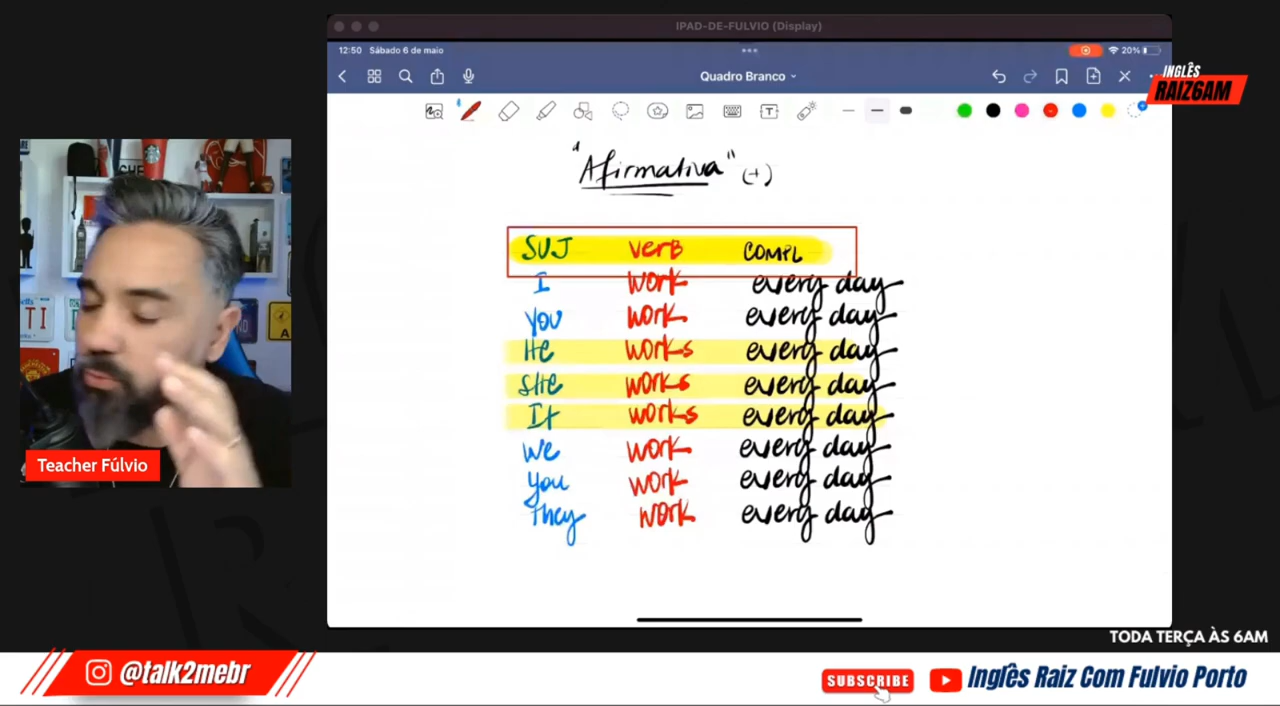 IPAD-DE-FULVIO (Display)
12:50 Sábado 6 de maio
20%
Quadro Branco
INGLÊS
RAIZ6AM
"Afirmativa" (+)
SUJ verb COMPL
I work every day
you work every day
He works every day
SHE works every day
It works every day
We work every day
you work every day
they work every day
Teacher Fúlvio
TODA TERÇA ÀS 6AM
@talk2mebr
SUBSCRIBE
Inglês Raiz Com Fulvio Porto